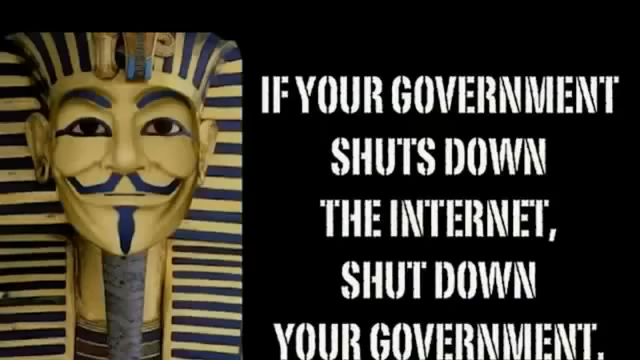 IF YOUR GOVERNMENT
SHUTS DOWN
THE INTERNET,
SHUT DOWN
YOUR GOVERNMENT.